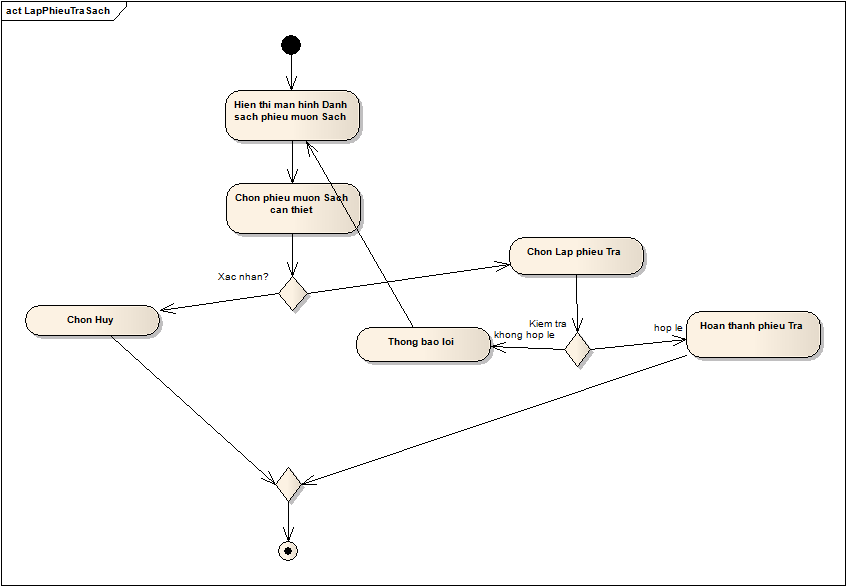 act LapPhieuTraSach
Hien thi man hinh Danh
sach phieu muon Sach
Chon phieu muon Sach
can thiet
Xac nhan?
Chon Lap phieu Tra
Chon Huy
Kiem tra
khong hop le
hop le
Hoan thanh phieu Tra
Thong bao loi